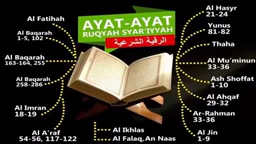 AYAT-AYAT
RUQYAH SYAR'IYYAH
الرقية الشرعية
Al Fatihah
Al Baqarah
1-5, 102
Al Baqarah
163-164, 255
Al Baqarah
258-286
Al Imran
18-19
Al A'raf
54-56, 117-122
Al Ikhlas
Al Falaq, An Naas
Al Hasyr
21-24
Yunus
81-82
Thaha
Al Mu'minun
33-36
Ash Shoffat
1-10
Al Ahqaf
29-32
Ar-Rahman
33-36
Al Jin
1-9